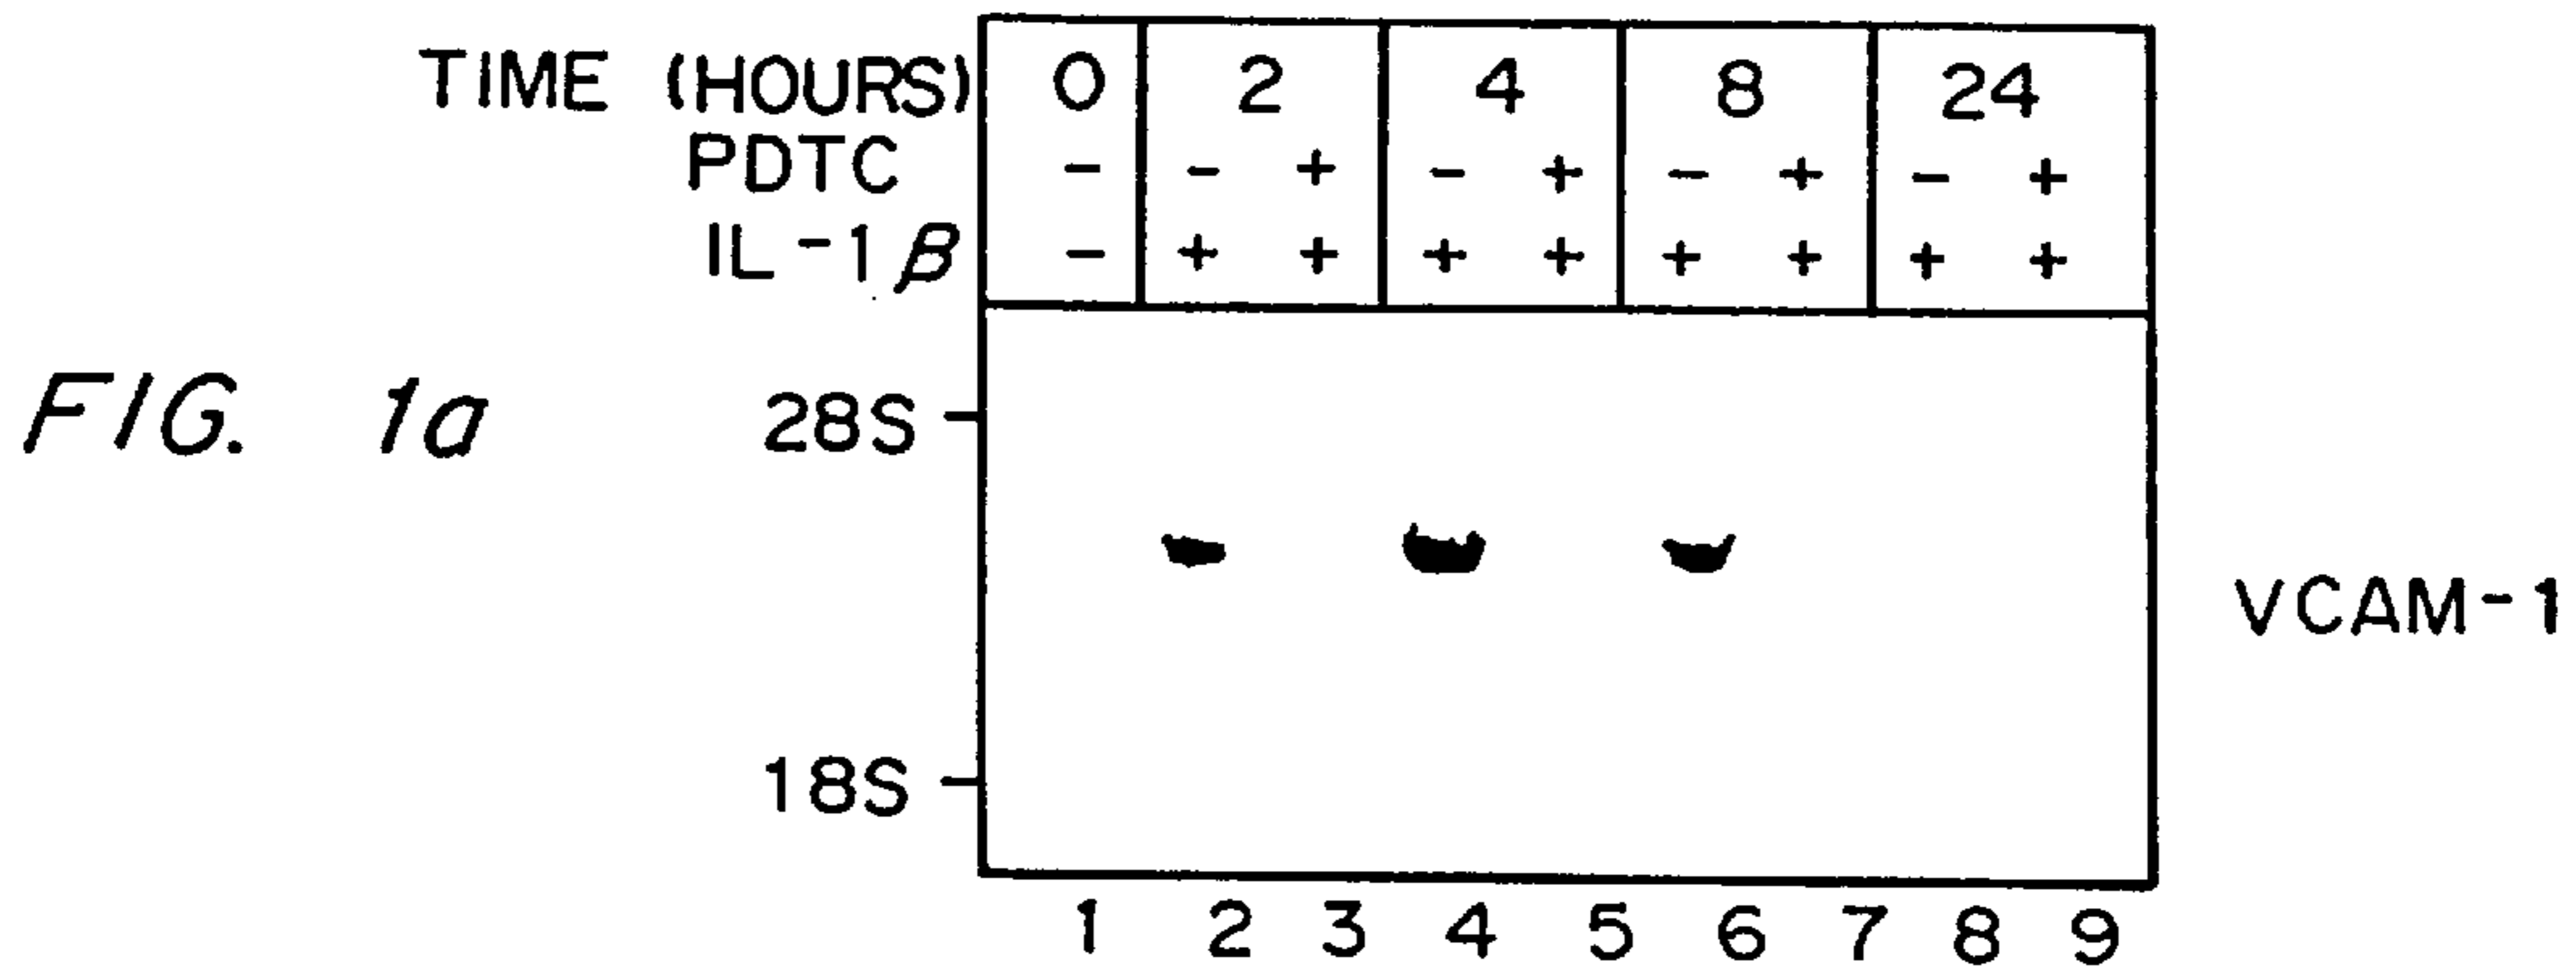 TIME (HOURS) 0 2 4 8 24
PDTC - - + - + - + - +
IL-1β - + + + + + + + +
FIG. 1a
28S
VCAM-1
18S
1 2 3 4 5 6 7 8 9